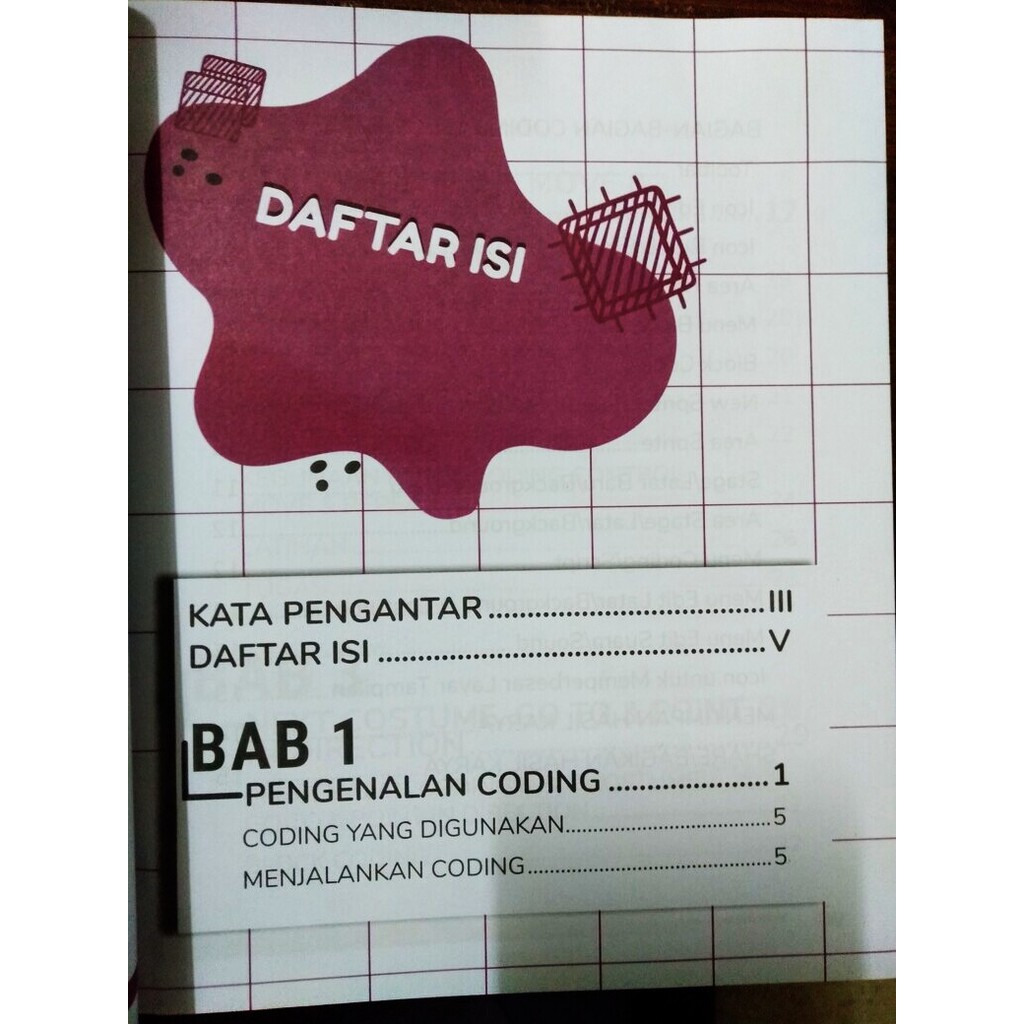 DAFTAR ISI
KATA PENGANTAR..........................................III
DAFTAR ISI ..........................................................V
BAB 1
PENGENALAN CODING ........................1
CODING YANG DIGUNAKAN...............................5
MENJALANKAN CODING.....................................5